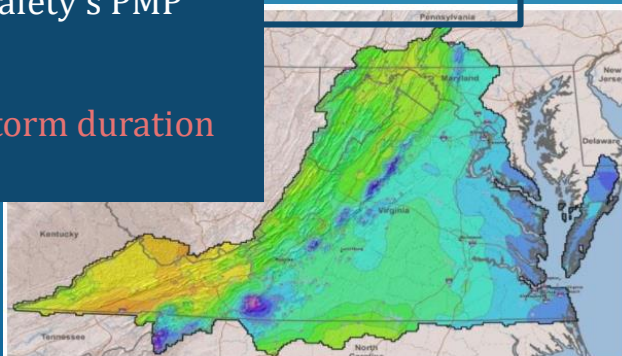 afety's PMP
torm duration
Pennsylvania
Maryland
New
Jersey
Delaware
Virginia
Kentucky
Tennessee
North